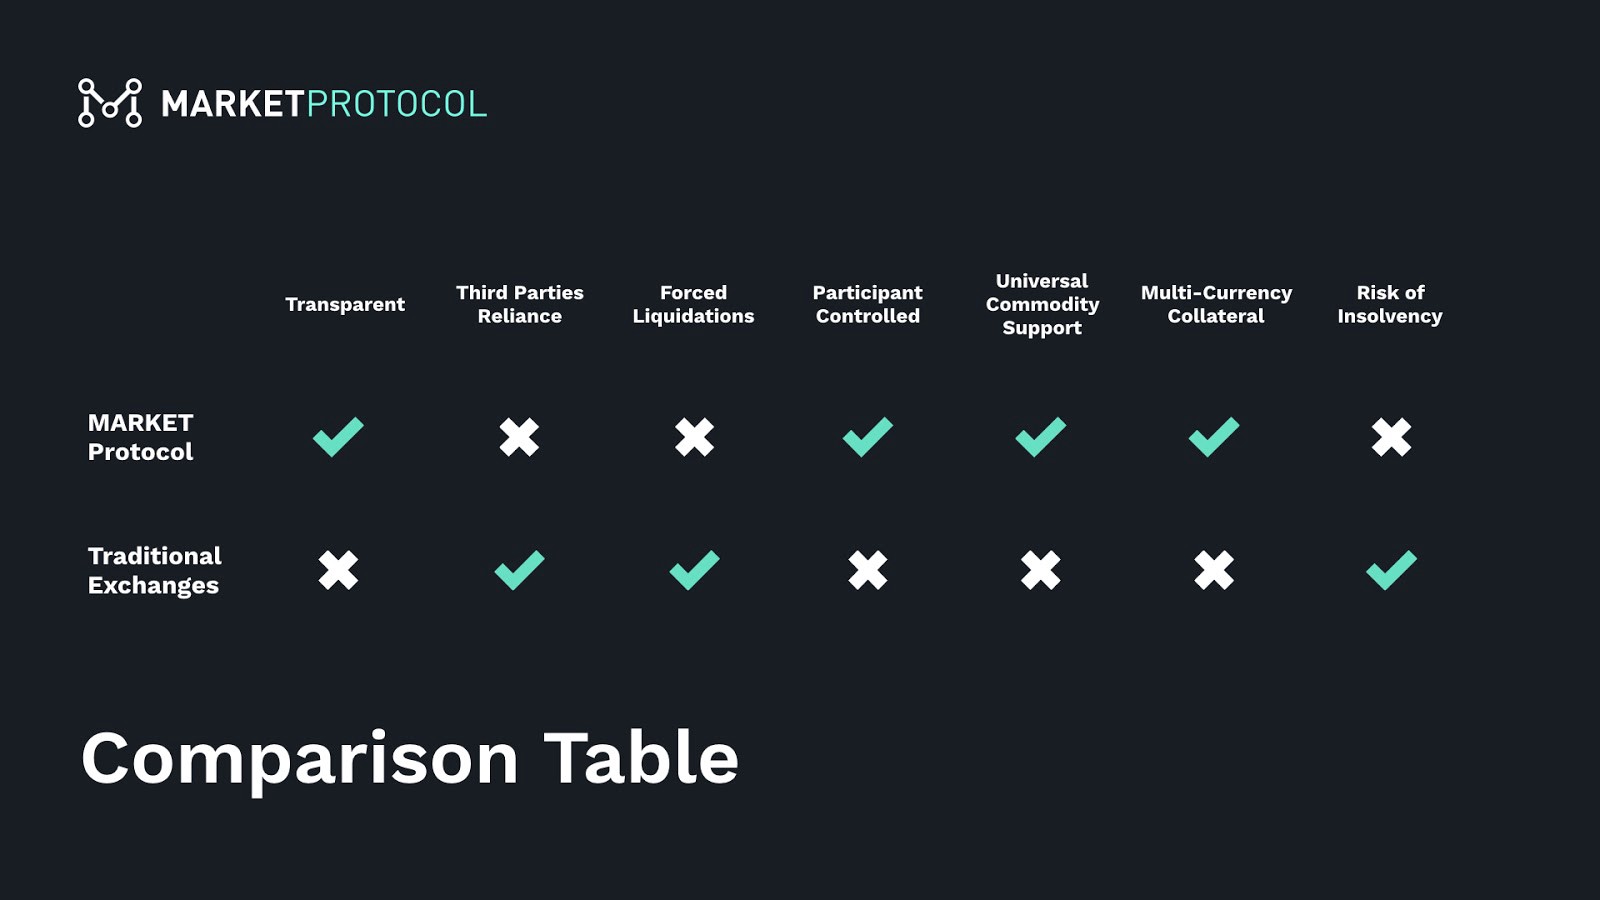 MARKETPROTOCOL
Transparent
Third Parties
Reliance
Forced
Liquidations
Participant
Controlled
Universal
Commodity
Support
Multi-Currency
Collateral
Risk of
Insolvency
MARKET
Protocol
Traditional
Exchanges
Comparison Table